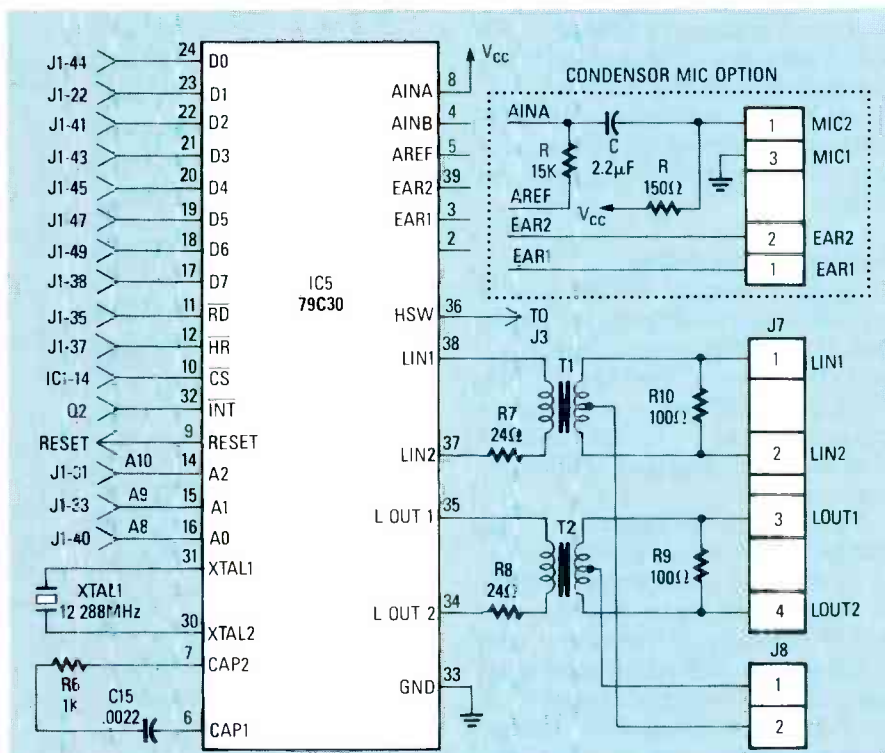 J1-44 24 D0
J1-22 23 D1
J1-41 22 D2
J1-43 21 D3
J1-45 20 D4
J1-47 19 D5
J1-49 18 D6
J1-38 17 D7
J1-35 11 RD
J1-37 12 HR
IC1-14 10 CS
Q2 32 INT
RESET 9 RESET
J1-31 A10 14 A2
J1-33 A9 15 A1
J1-40 A8 16 A0
31 XTAL1
XTAL1
12 288MHz
30 XTAL2
7 CAP2
R6
1K
C15
.0022
6 CAP1
IC5
79C30
VCC
AINA 8
AINB 4
AREF 5
EAR2 39
EAR1 3
2
HSW 36 TO
J3
LIN1 38
LIN2 37
L OUT 1 35
L OUT 2 34
GND 33
R7
24Ω
T1
R10
100Ω
R8
24Ω
T2
R9
100Ω
CONDENSOR MIC OPTION
AINA
C
2.2µF
R
15K
R
150Ω
AREF
VCC
EAR2
EAR1
1 MIC2
3 MIC1
2 EAR2
1 EAR1
J7
1 LIN1
2 LIN2
3 LOUT1
4 LOUT2
J8
1
2